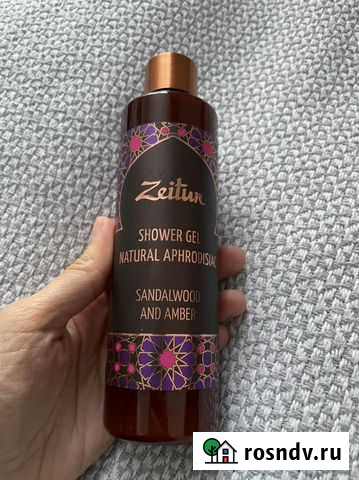 Zeitun
SHOWER GEL
NATURAL APHRODISIAC
SANDALWOOD
AND AMBER
rosndv.ru